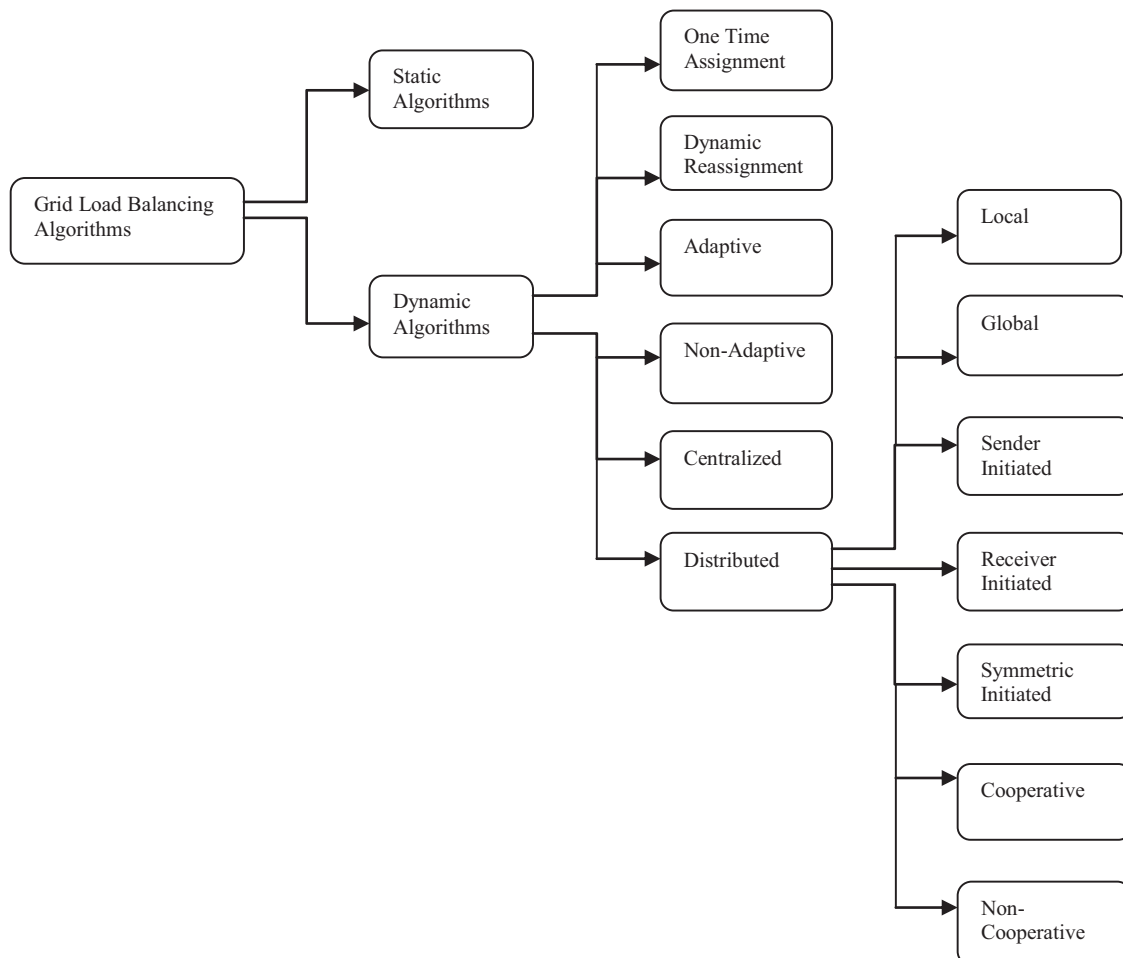 Grid Load Balancing
Algorithms
Static
Algorithms
Dynamic
Algorithms
One Time
Assignment
Dynamic
Reassignment
Adaptive
Non-Adaptive
Centralized
Distributed
Local
Global
Sender
Initiated
Receiver
Initiated
Symmetric
Initiated
Cooperative
Non-
Cooperative